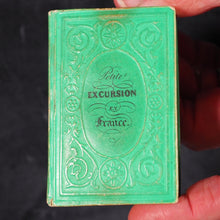 Petite
EXCURSION
EN
France.